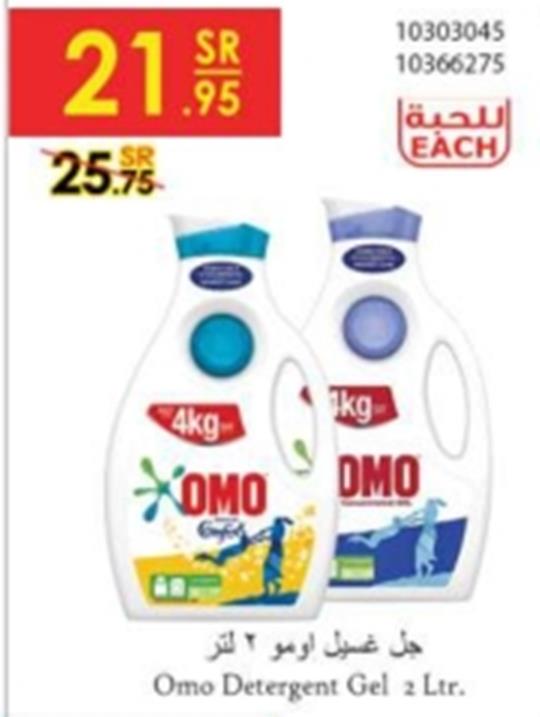 21.95 SR
10303045
10366275
للحبة
EACH
25.75 SR
4kg
4kg
OMO
OMO
Comfort
جل غسيل اومو ٢ لتر
Omo Detergent Gel 2 Ltr.